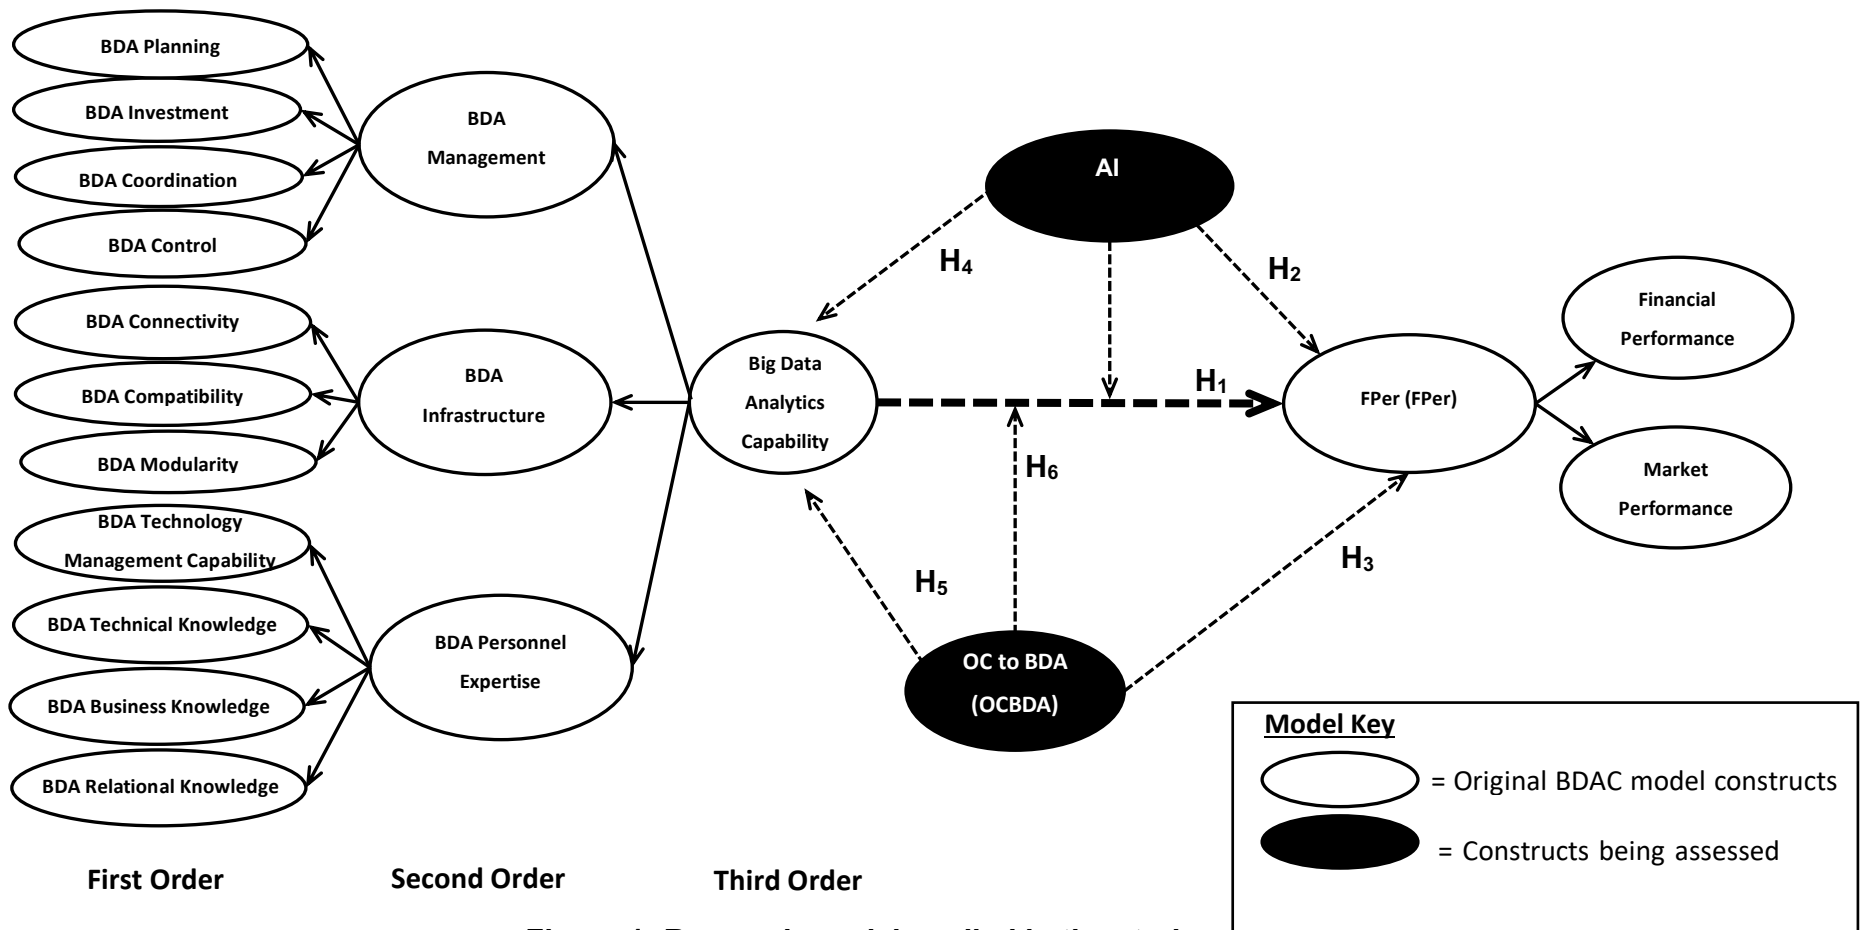 BDA Planning
BDA Investment
BDA Coordination
BDA Control
BDA Connectivity
BDA Compatibility
BDA Modularity
BDA Technology
Management Capability
BDA Technical Knowledge
BDA Business Knowledge
BDA Relational Knowledge
First Order
BDA
Management
BDA
Infrastructure
BDA Personnel
Expertise
Second Order
Big Data
Analytics
Capability
Third Order
AI
H4
H2
H1
H6
H5
H3
OC to BDA
(OCBDA)
FPer (FPer)
Financial
Performance
Market
Performance
Model Key
= Original BDAC model constructs
= Constructs being assessed